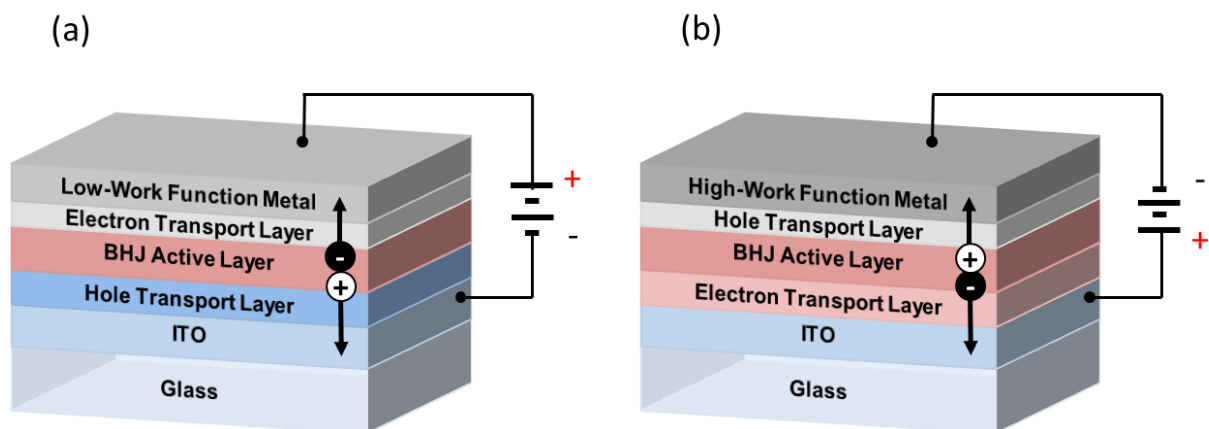 (a)
Low-Work Function Metal
Electron Transport Layer
BHJ Active Layer
Hole Transport Layer
ITO
Glass
+
-
-
+
(b)
High-Work Function Metal
Hole Transport Layer
BHJ Active Layer
Electron Transport Layer
ITO
Glass
-
+
+
-